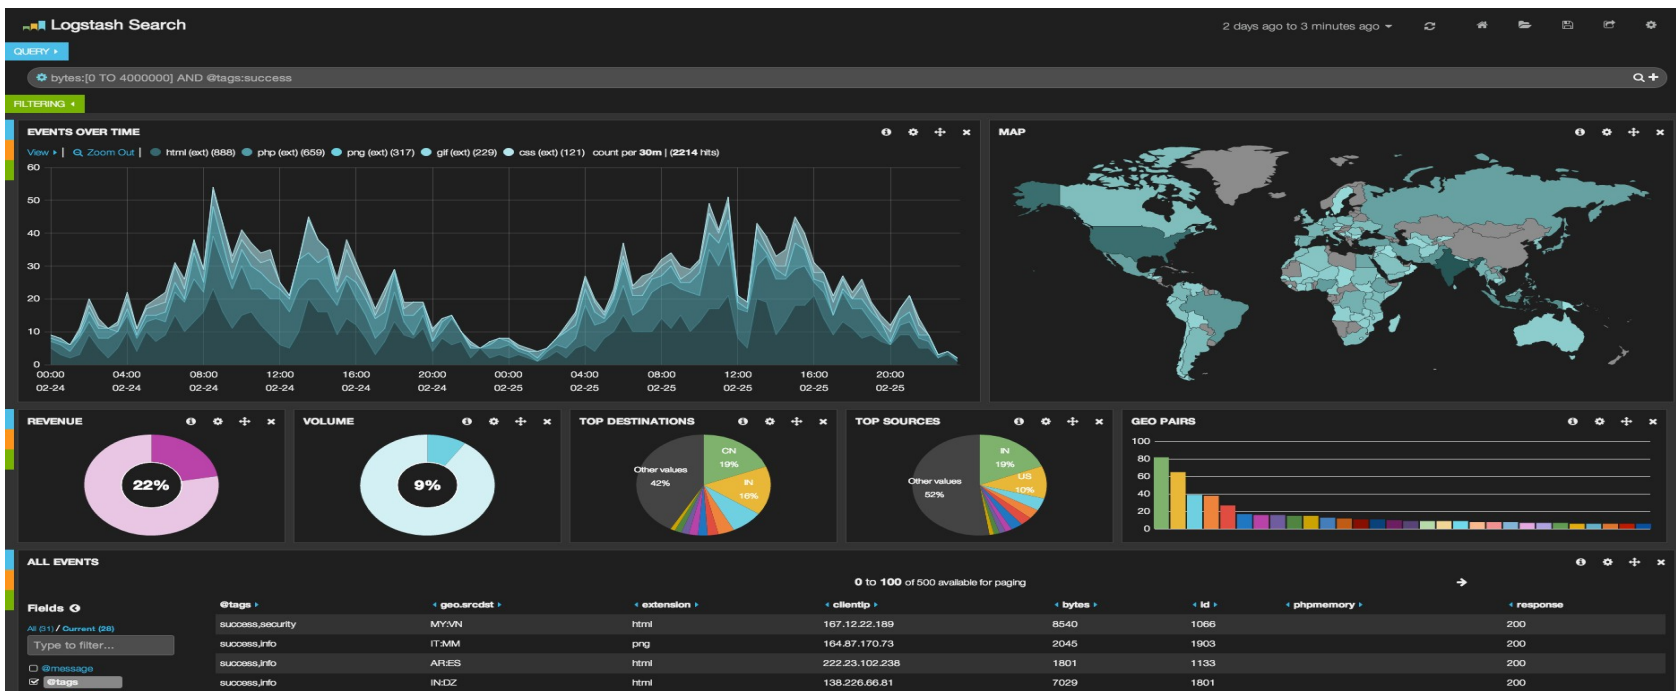 Logstash Search
2 days ago to 3 minutes ago
QUERY
bytes:[0 TO 4000000] AND @tags:success
FILTERING
EVENTS OVER TIME
View | Zoom Out | html (ext) (888) php (ext) (659) png (ext) (317) gif (ext) (229) css (ext) (121) count per 30m | (2214 hits)
60
50
40
30
20
10
0
00:00 04:00 08:00 12:00 16:00 20:00 00:00 04:00 08:00 12:00 16:00 20:00
02-24 02-24 02-24 02-24 02-24 02-24 02-25 02-25 02-25 02-25 02-25 02-25
MAP
REVENUE
22%
VOLUME
9%
TOP DESTINATIONS
CN
19%
IN
16%
Other values
42%
TOP SOURCES
IN
19%
US
10%
Other values
52%
GEO PAIRS
100
80
60
40
20
0
ALL EVENTS
0 to 100 of 500 available for paging
Fields
All (31) / Current (28)
Type to filter...
@message
@tags
@tags geo.srcdst extension clientip bytes id phpmemory response
success,security MY:VN html 167.12.22.189 8540 1066 200
success,info IT:MM png 164.87.170.73 2045 1903 200
success,info AR:ES html 222.23.102.238 1801 1133 200
success,info IN:DZ html 138.226.66.81 7029 1801 200